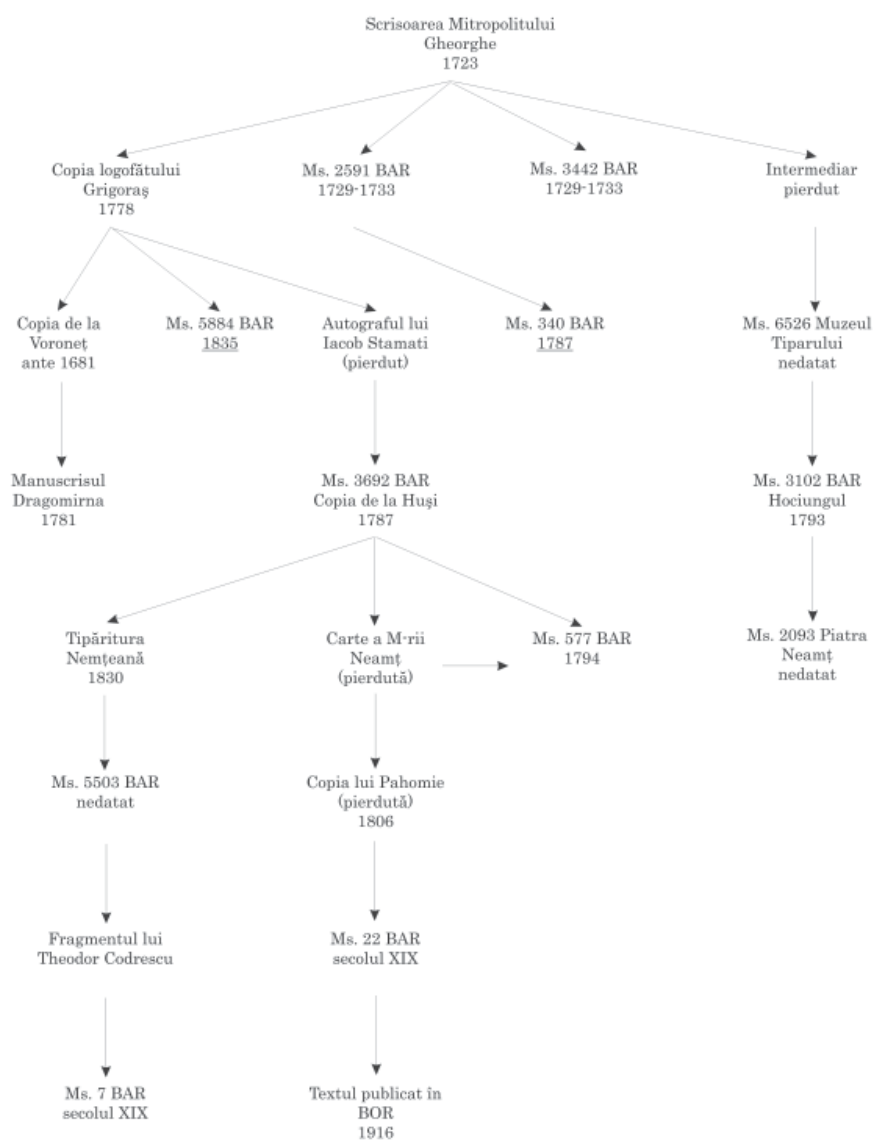 Scrisoarea Mitropolitului
Gheorghe
1723
Copia logofătului
Grigoraș
1778
Ms. 2591 BAR
1729-1733
Ms. 3442 BAR
1729-1733
Intermediar
pierdut
Copia de la
Voroneț
ante 1681
Ms. 5884 BAR
1835
Autograful lui
Iacob Stamati
(pierdut)
Ms. 340 BAR
1787
Ms. 6526 Muzeul
Tiparului
nedatat
Manuscrisul
Dragomirna
1781
Ms. 3692 BAR
Copia de la Huși
1787
Ms. 3102 BAR
Hociungul
1793
Tipăritura
Nemțeană
1830
Carte a M-rii
Neamț
(pierdută)
Ms. 577 BAR
1794
Ms. 2093 Piatra
Neamț
nedatat
Ms. 5503 BAR
nedatat
Copia lui Pahomie
(pierdută)
1806
Fragmentul lui
Theodor Codrescu
Ms. 22 BAR
secolul XIX
Ms. 7 BAR
secolul XIX
Textul publicat în
BOR
1916